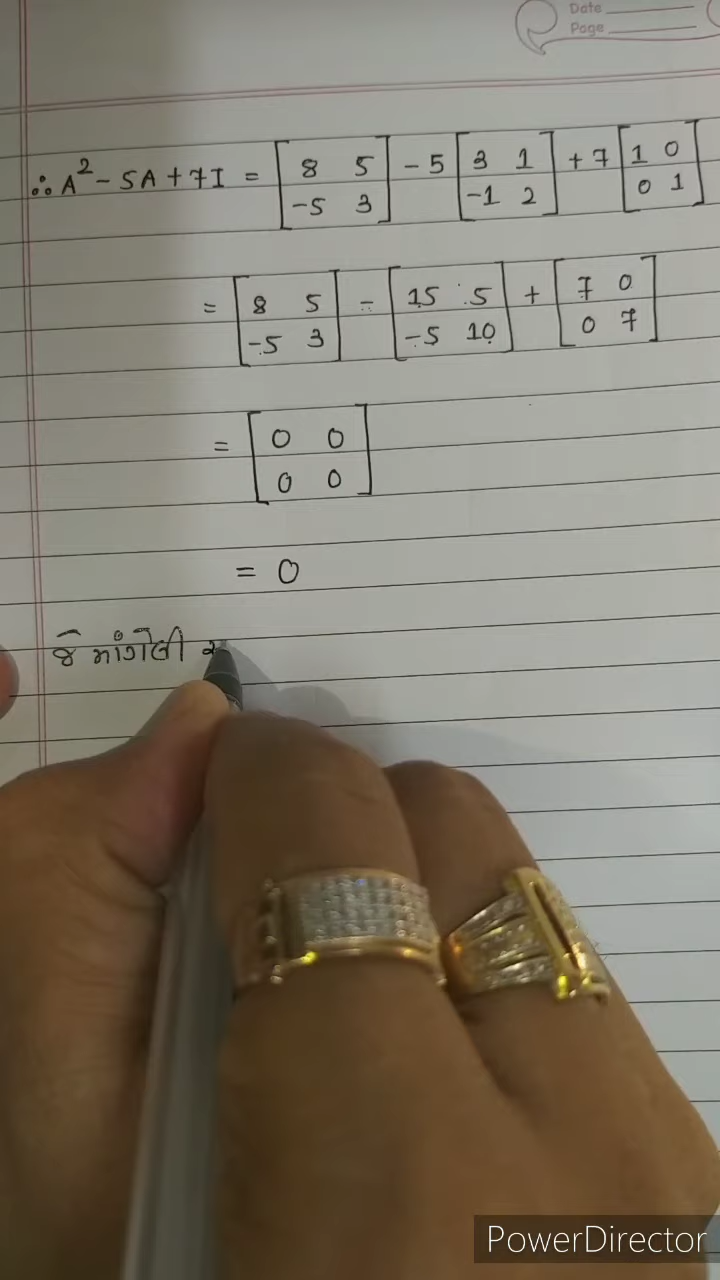 Date
Page
∴ A² - 5A + 7I = [8 5; -5 3] - 5 [3 1; -1 2] + 7 [1 0; 0 1]
= [8 5; -5 3] - [15 5; -5 10] + [7 0; 0 7]
= [0 0; 0 0]
= 0
જે માંગેલી
PowerDirector